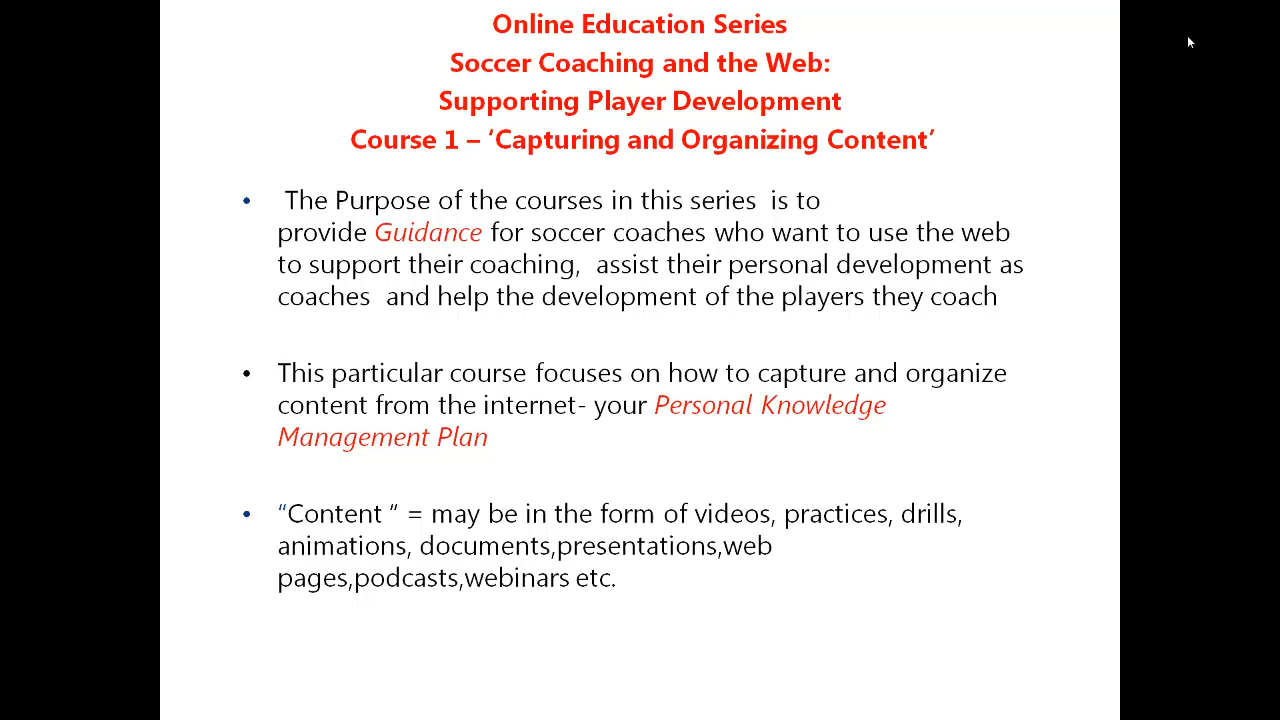 Online Education Series
Soccer Coaching and the Web:
Supporting Player Development
Course 1 – ‘Capturing and Organizing Content’
• The Purpose of the courses in this series is to
provide Guidance for soccer coaches who want to use the web
to support their coaching, assist their personal development as
coaches and help the development of the players they coach
• This particular course focuses on how to capture and organize
content from the internet- your Personal Knowledge
Management Plan
• “Content “ = may be in the form of videos, practices, drills,
animations, documents,presentations,web
pages,podcasts,webinars etc.